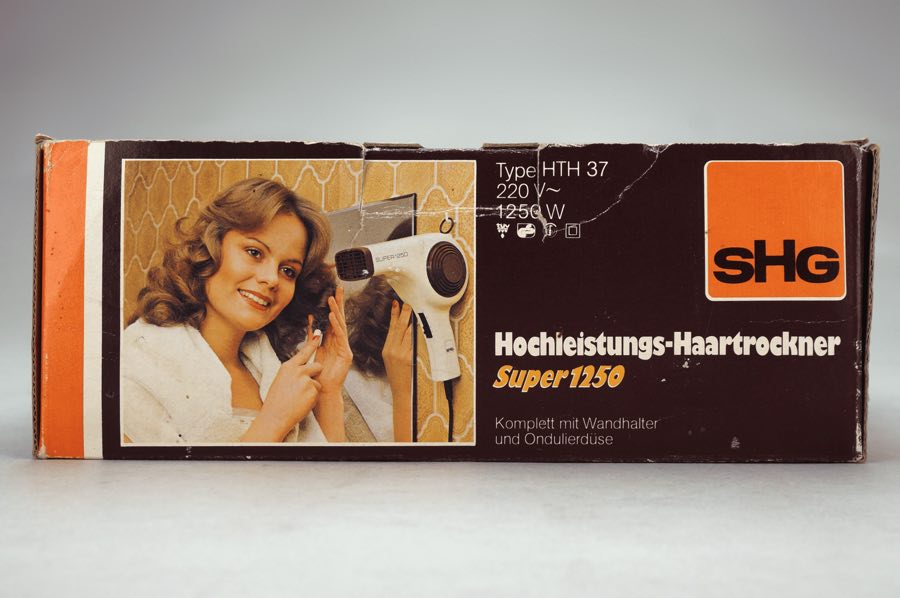 Type HTH 37
220 V~
1250 W
SHG
Hochleistungs-Haartrockner
Super 1250
Komplett mit Wandhalter
und Ondulierdüse
SUPER 1250